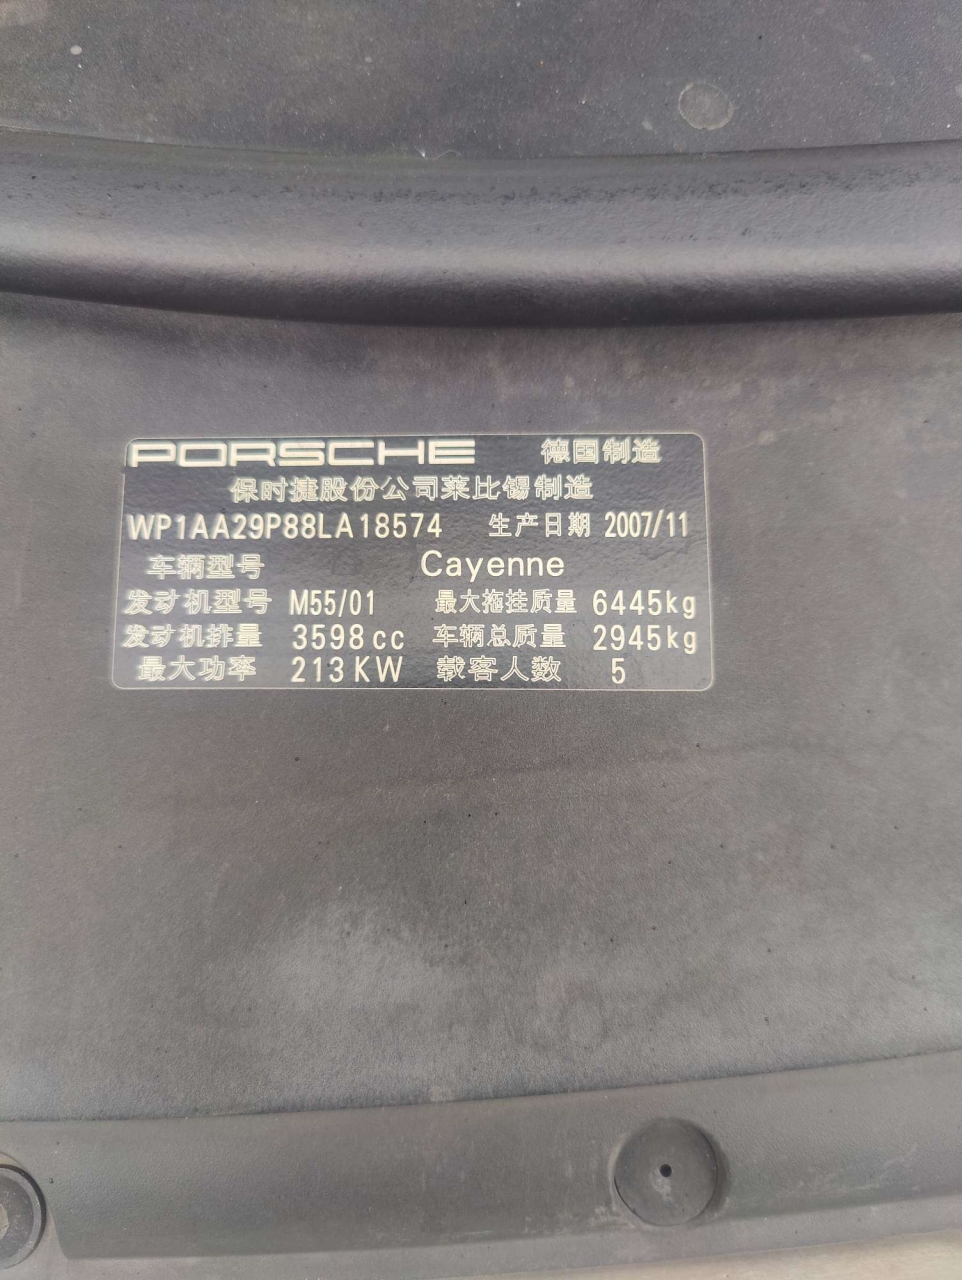 PORSCHE 德国制造
保时捷股份公司莱比锡制造
WP1AA29P88LA18574 生产日期 2007/11
车辆型号 Cayenne
发动机型号 M55/01 最大拖挂质量 6445kg
发动机排量 3598cc 车辆总质量 2945kg
最大功率 213KW 载客人数 5